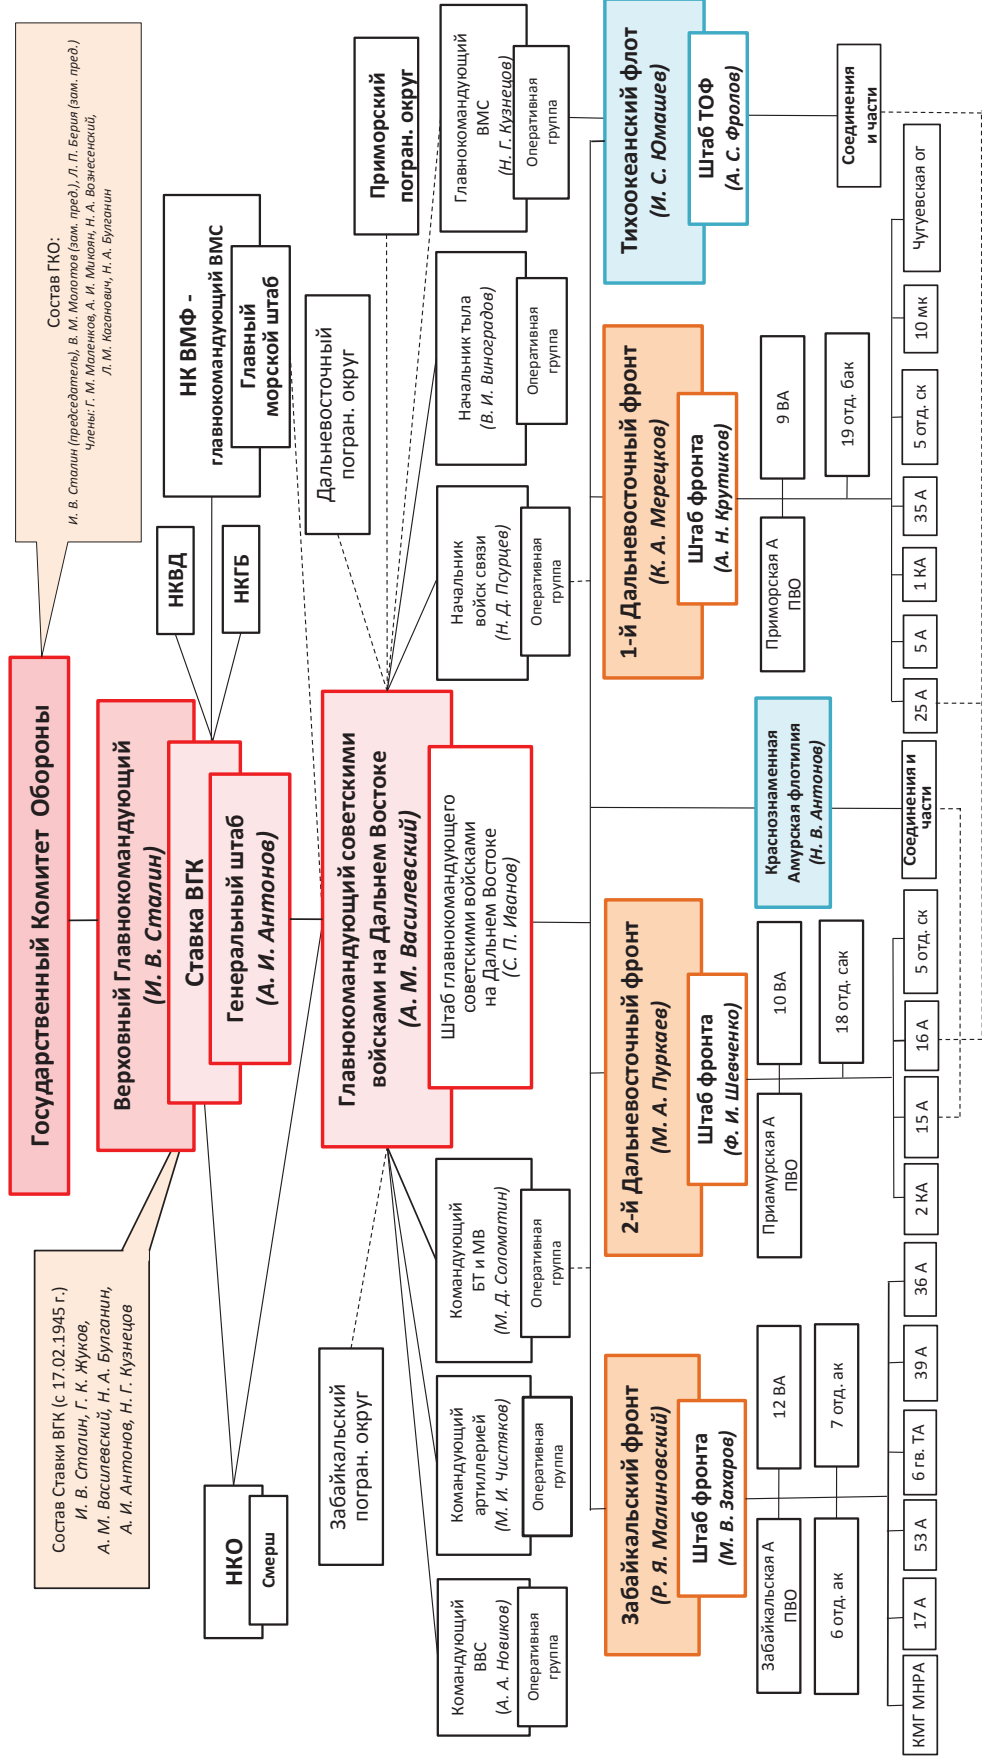 Состав ГКО:
И. В. Сталин (председатель), В. М. Молотов (зам. пред.), Л. П. Берия (зам. пред.)
Члены: Г. М. Маленков, А. И. Микоян, Н. А. Вознесенский,
Л. М. Каганович, Н. А. Булганин
Государственный Комитет Обороны
Состав Ставки ВГК (с 17.02.1945 г.)
И. В. Сталин, Г. К. Жуков,
А. М. Василевский, Н. А. Булганин,
А. И. Антонов, Н. Г. Кузнецов
Верховный Главнокомандующий
(И. В. Сталин)
Ставка ВГК
Генеральный штаб
(А. И. Антонов)
НКВД
НКГБ
НК ВМФ -
главнокомандующий ВМС
Главный
морской штаб
НКО
Смерш
Забайкальский
погран. округ
Главнокомандующий советскими
войсками на Дальнем Востоке
(А. М. Василевский)
Штаб главнокомандующего
советскими войсками
на Дальнем Востоке
(С. П. Иванов)
Дальневосточный
погран. округ
Приморский
погран. округ
Командующий
ВВС
(А. А. Новиков)
Оперативная
группа
Командующий
артиллерией
(М. И. Чистяков)
Оперативная
группа
Командующий
БТ и МВ
(М. Д. Соломатин)
Оперативная
группа
Начальник
войск связи
(Н. Д. Псурцев)
Оперативная
группа
Начальник тыла
(В. И. Виноградов)
Оперативная
группа
Главнокомандующий
ВМС
(Н. Г. Кузнецов)
Оперативная
группа
Забайкальский фронт
(Р. Я. Малиновский)
Штаб фронта
(М. В. Захаров)
2-й Дальневосточный фронт
(М. А. Пуркаев)
Штаб фронта
(Ф. И. Шевченко)
1-й Дальневосточный фронт
(К. А. Мерецков)
Штаб фронта
(А. Н. Крутиков)
Тихоокеанский флот
(И. С. Юмашев)
Штаб ТОФ
(А. С. Фролов)
Забайкальская А
ПВО
12 ВА
6 отд. ак
7 отд. ак
Приамурская А
ПВО
10 ВА
18 отд. сак
Краснознаменная
Амурская флотилия
(Н. В. Антонов)
Приморская А
ПВО
9 ВА
19 отд. бак
Соединения
и части
КМГ МНРА
17 А
53 А
6 гв. ТА
39 А
36 А
2 КА
15 А
16 А
5 отд. ск
Соединения и
части
25 А
5 А
1 КА
35 А
5 отд. ск
10 мк
Чугуевская ог